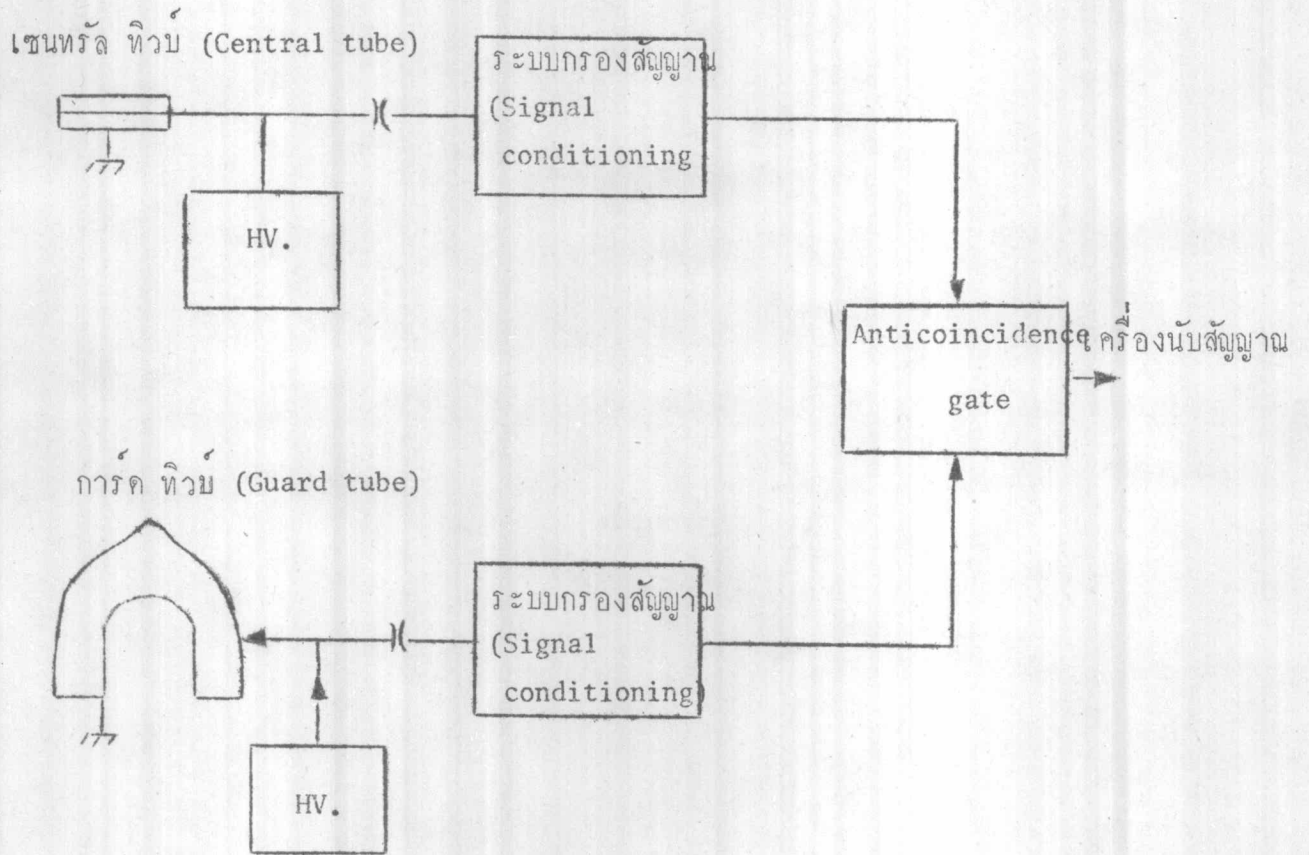 เซนทรัล ทิวบ์ (Central tube)
ระบบกรองสัญญาณ
(Signal
conditioning
HV.
Anticoincidence
gate
เครื่องนับสัญญาณ
การ์ด ทิวบ์ (Guard tube)
ระบบกรองสัญญาณ
(Signal
conditioning)
HV.